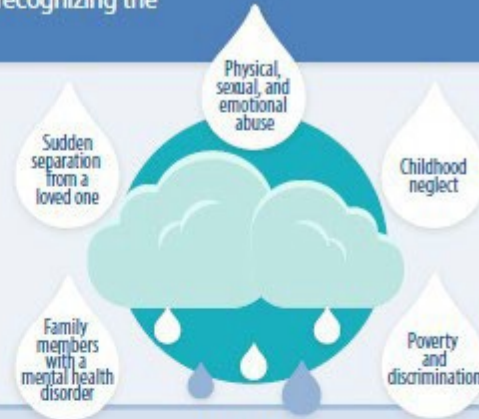 recognizing the
Physical,
sexual, and
emotional
abuse
Sudden
separation
from a
loved one
Childhood
neglect
Family
members
with a
mental health
disorder
Poverty
and
discrimination